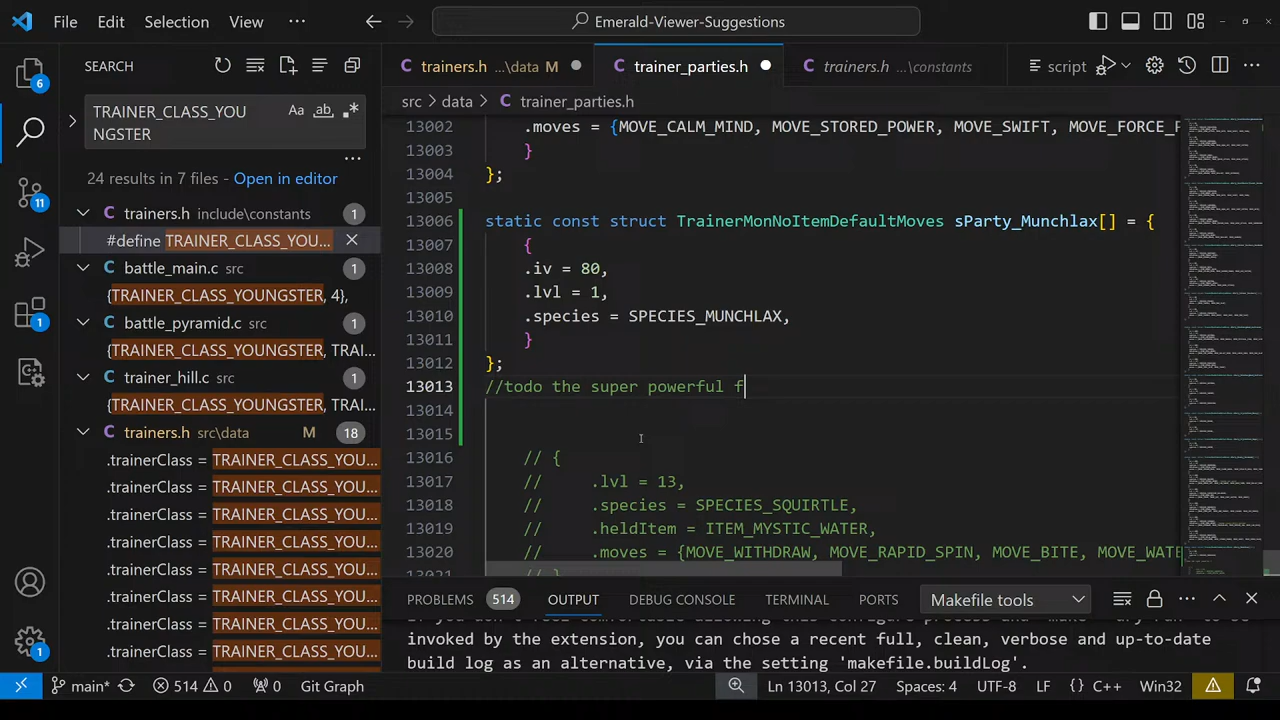 File Edit Selection View ··· Emerald-Viewer-Suggestions
SEARCH
TRAINER_CLASS_YOU
NGSTER
Aa ab .*
24 results in 7 files - Open in editor
trainers.h include\constants 1
#define TRAINER_CLASS_YOU...
battle_main.c src 1
{TRAINER_CLASS_YOUNGSTER, 4},
battle_pyramid.c src 1
{TRAINER_CLASS_YOUNGSTER, TRAI...
trainer_hill.c src 1
{TRAINER_CLASS_YOUNGSTER, TRAI...
trainers.h src\data M 18
.trainerClass = TRAINER_CLASS_YOU...
.trainerClass = TRAINER_CLASS_YOU...
.trainerClass = TRAINER_CLASS_YOU...
.trainerClass = TRAINER_CLASS_YOU...
.trainerClass = TRAINER_CLASS_YOU...
.trainerClass = TRAINER_CLASS_YOU...
.trainerClass = TRAINER_CLASS_YOU...
.trainerClass = TRAINER_CLASS_YOU...
6
11
1
1
C trainers.h ...\data M C trainer_parties.h C trainers.h ...\constants script
src > data > C trainer_parties.h
13002 .moves = {MOVE_CALM_MIND, MOVE_STORED_POWER, MOVE_SWIFT, MOVE_FORCE_P
13003 }
13004 };
13005
13006 static const struct TrainerMonNoItemDefaultMoves sParty_Munchlax[] = {
13007 {
13008 .iv = 80,
13009 .lvl = 1,
13010 .species = SPECIES_MUNCHLAX,
13011 }
13012 };
13013 //todo the super powerful f
13014
13015
13016 // {
13017 // .lvl = 13,
13018 // .species = SPECIES_SQUIRTLE,
13019 // .heldItem = ITEM_MYSTIC_WATER,
13020 // .moves = {MOVE_WITHDRAW, MOVE_RAPID_SPIN, MOVE_BITE, MOVE_WATE
13021 // }
PROBLEMS 514 OUTPUT DEBUG CONSOLE TERMINAL PORTS Makefile tools
invoked by the extension, you can chose a recent full, clean, verbose and up-to-date
build log as an alternative, via the setting 'makefile.buildLog'.
main* 514 0 0 Git Graph Ln 13013, Col 27 Spaces: 4 UTF-8 LF {} C++ Win32